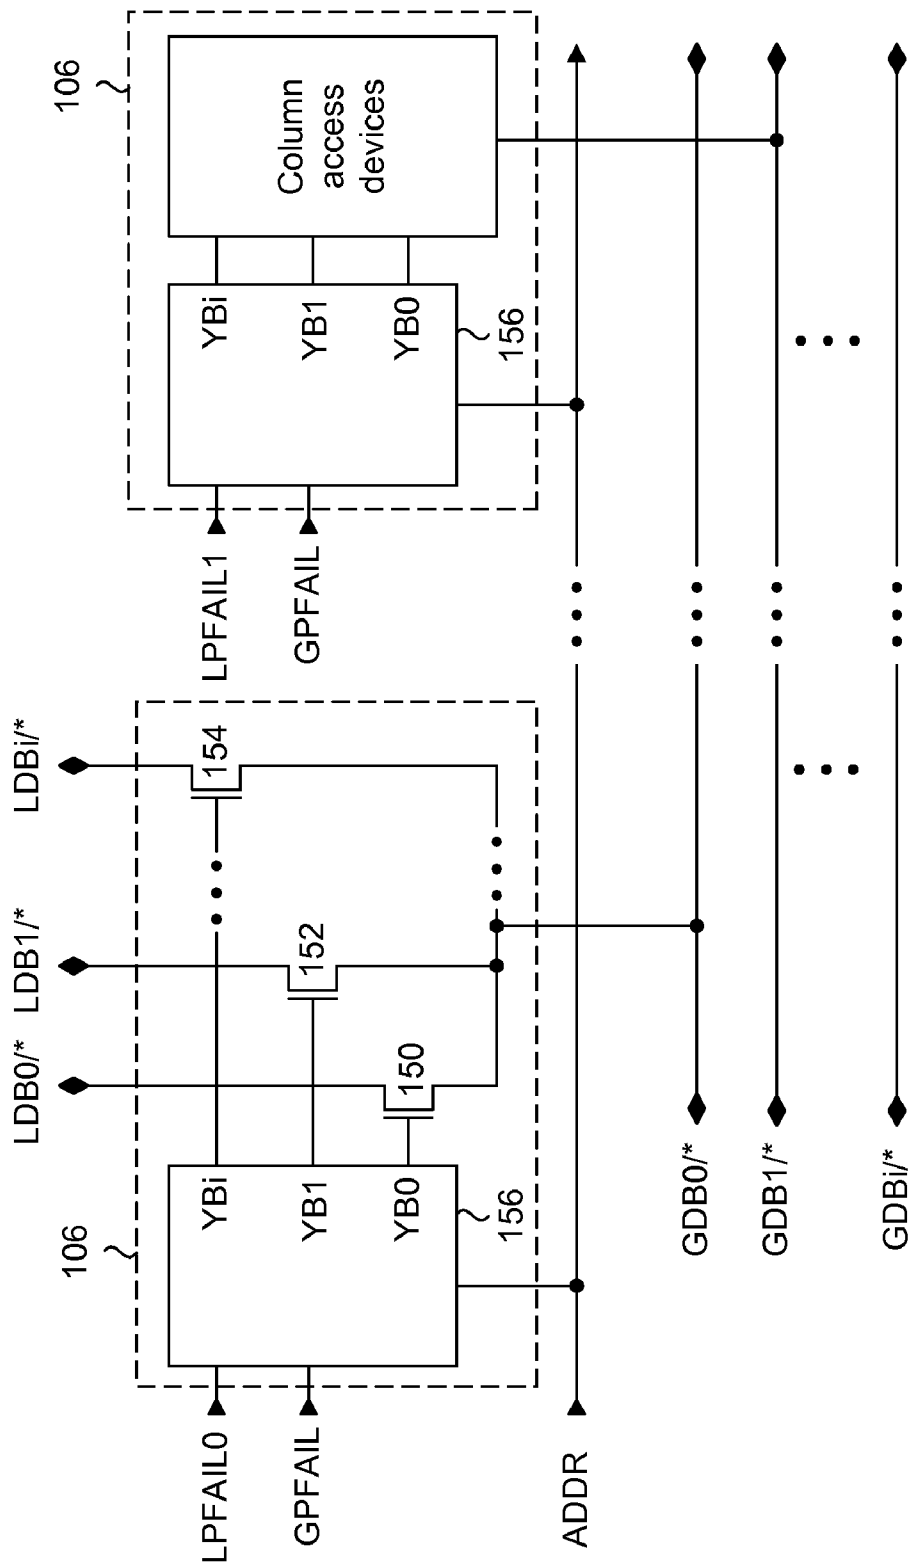 LDB0/*
LDB1/*
LDBi/*
106
106
LPFAIL0
GPFAIL
YBi
YB1
YB0
156
150
152
154
LPFAIL1
GPFAIL
YBi
YB1
YB0
156
Column
access
devices
ADDR
GDB0/*
GDB1/*
GDBi/*